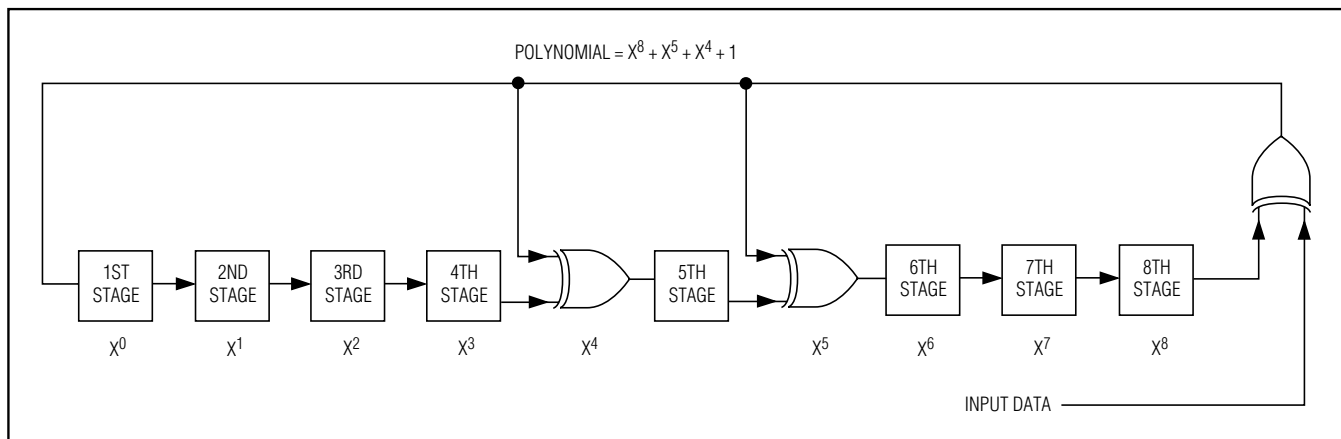 POLYNOMIAL = X⁸ + X⁵ + X⁴ + 1
1ST
STAGE
2ND
STAGE
3RD
STAGE
4TH
STAGE
5TH
STAGE
6TH
STAGE
7TH
STAGE
8TH
STAGE
X⁰
X¹
X²
X³
X⁴
X⁵
X⁶
X⁷
X⁸
INPUT DATA